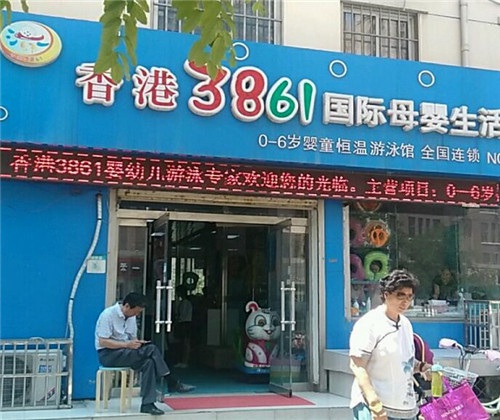 香港3861国际母婴生活
0-6岁婴童恒温游泳馆 全国连锁 NO
香港3861婴幼儿游泳专家欢迎您的光临。主营项目：0-6岁